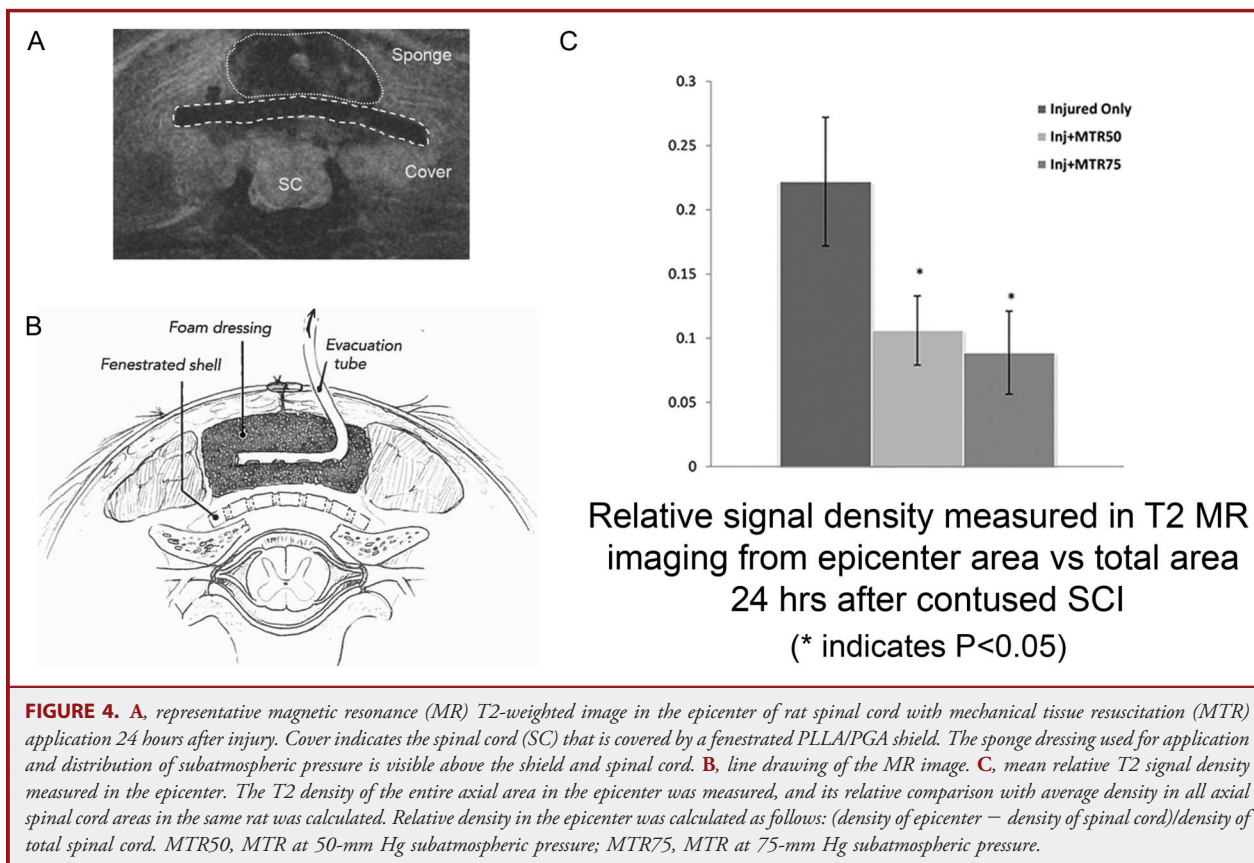 A
Sponge
Cover
SC
B
Foam dressing
Fenestrated shell
Evacuation
tube
C
0.3
0.25
0.2
0.15
0.1
0.05
0
Injured Only
Inj+MTR50
Inj+MTR75
*
*
Relative signal density measured in T2 MR
imaging from epicenter area vs total area
24 hrs after contused SCI
(* indicates P<0.05)
FIGURE 4. A, representative magnetic resonance (MR) T2-weighted image in the epicenter of rat spinal cord with mechanical tissue resuscitation (MTR)
application 24 hours after injury. Cover indicates the spinal cord (SC) that is covered by a fenestrated PLLA/PGA shield. The sponge dressing used for application
and distribution of subatmospheric pressure is visible above the shield and spinal cord. B, line drawing of the MR image. C, mean relative T2 signal density
measured in the epicenter. The T2 density of the entire axial area in the epicenter was measured, and its relative comparison with average density in all axial
spinal cord areas in the same rat was calculated. Relative density in the epicenter was calculated as follows: (density of epicenter − density of spinal cord)/density of
total spinal cord. MTR50, MTR at 50-mm Hg subatmospheric pressure; MTR75, MTR at 75-mm Hg subatmospheric pressure.